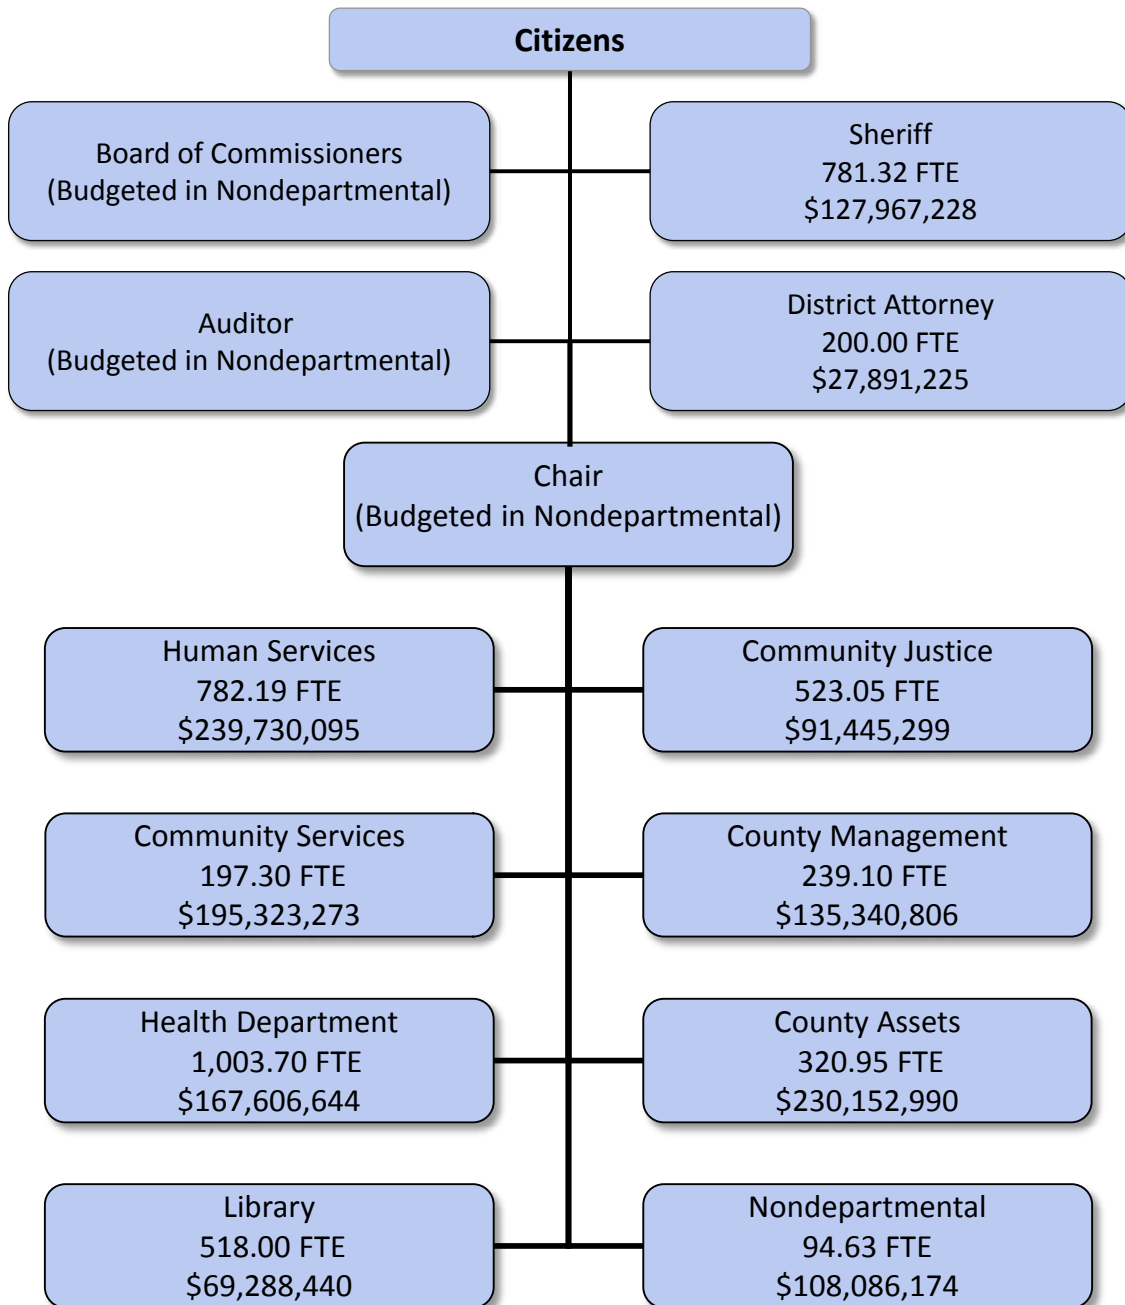 Citizens
Board of Commissioners
(Budgeted in Nondepartmental)
Sheriff
781.32 FTE
$127,967,228
Auditor
(Budgeted in Nondepartmental)
District Attorney
200.00 FTE
$27,891,225
Chair
(Budgeted in Nondepartmental)
Human Services
782.19 FTE
$239,730,095
Community Justice
523.05 FTE
$91,445,299
Community Services
197.30 FTE
$195,323,273
County Management
239.10 FTE
$135,340,806
Health Department
1,003.70 FTE
$167,606,644
County Assets
320.95 FTE
$230,152,990
Library
518.00 FTE
$69,288,440
Nondepartmental
94.63 FTE
$108,086,174